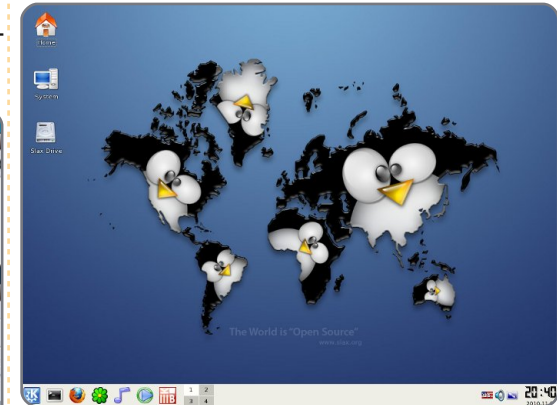 Home
System
Slax Drive
The World is "Open Source"
www.slax.org
1 2
3 4
20:40